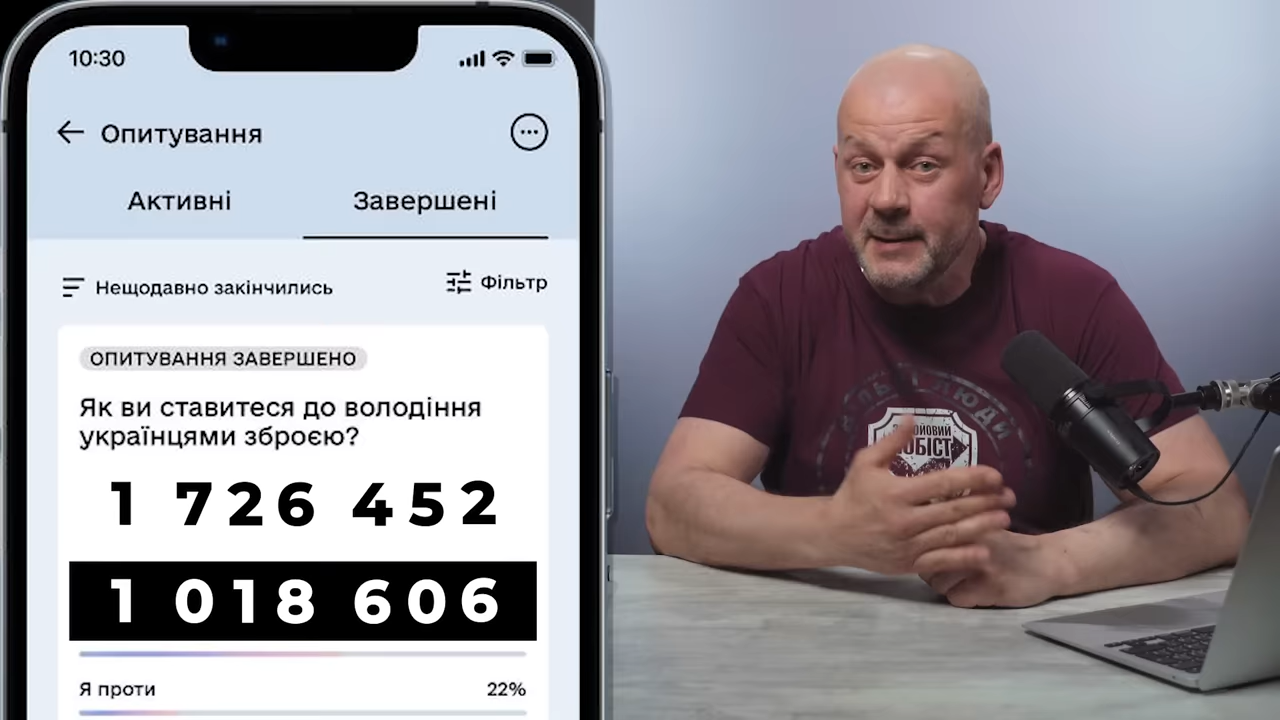 10:30
Опитування
Активні
Завершені
Нещодавно закінчились
Фільтр
ОПИТУВАННЯ ЗАВЕРШЕНО
Як ви ставитеся до володіння
українцями зброєю?
1 726 452
1 018 606
Я проти
22%